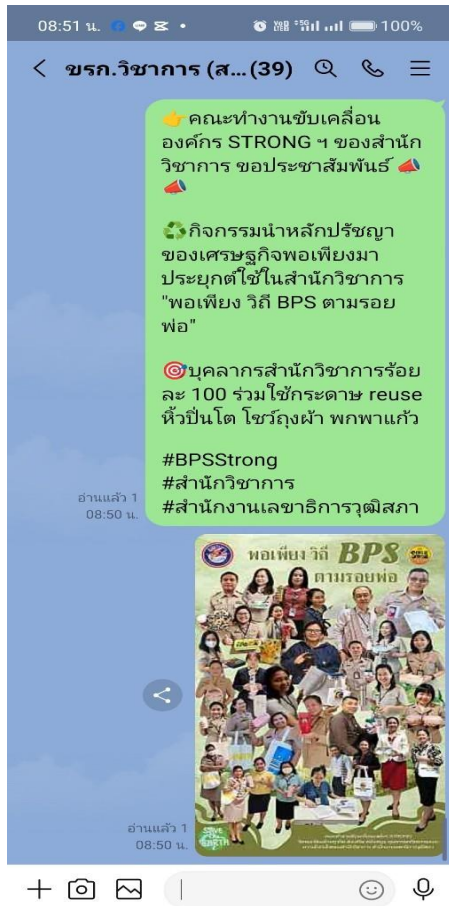 08:51 น.
100%
ขรก.วิชาการ (ส...(39)
👉คณะทำงานขับเคลื่อน
องค์กร STRONG ฯ ของสำนัก
วิชาการ ขอประชาสัมพันธ์ 📣
📣
♻️กิจกรรมนำหลักปรัชญา
ของเศรษฐกิจพอเพียงมา
ประยุกต์ใช้ในสำนักวิชาการ
"พอเพียง วิถี BPS ตามรอย
พ่อ"
🎯บุคลากรสำนักวิชาการร้อย
ละ 100 ร่วมใช้กระดาษ reuse
หิ้วปิ่นโต โชว์ถุงผ้า พกพาแก้ว
#BPSStrong
#สำนักวิชาการ
#สำนักงานเลขาธิการวุฒิสภา
อ่านแล้ว 1
08:50 น.
พอเพียง วิถี BPS
ตามรอยพ่อ
SAVE
the
EARTH
อ่านแล้ว 1
08:50 น.